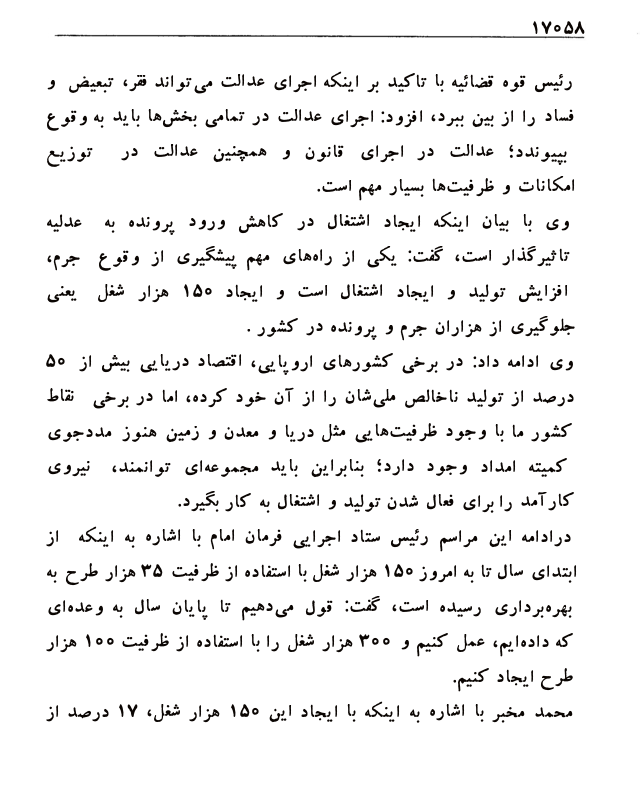 ۱۷۰۵۸
رئیس قوه قضائیه با تاکید بر اینکه اجرای عدالت می‌تواند فقر، تبعیض و
فساد را از بین ببرد، افزود: اجرای عدالت در تمامی بخش‌ها باید به وقوع
بپیوندد؛ عدالت در اجرای قانون و همچنین عدالت در توزیع
امکانات و ظرفیت‌ها بسیار مهم است.
وی با بیان اینکه ایجاد اشتغال در کاهش ورود پرونده به عدلیه
تاثیرگذار است، گفت: یکی از راه‌های مهم پیشگیری از وقوع جرم،
افزایش تولید و ایجاد اشتغال است و ایجاد ۱۵۰ هزار شغل یعنی
جلوگیری از هزاران جرم و پرونده در کشور .
وی ادامه داد: در برخی کشورهای اروپایی، اقتصاد دریایی بیش از ۵۰
درصد از تولید ناخالص ملی‌شان را از آن خود کرده، اما در برخی نقاط
کشور ما با وجود ظرفیت‌هایی مثل دریا و معدن و زمین هنوز مددجوی
کمیته امداد وجود دارد؛ بنابراین باید مجموعه‌ای توانمند، نیروی
کارآمد را برای فعال شدن تولید و اشتغال به کار بگیرد.
درادامه این مراسم رئیس ستاد اجرایی فرمان امام با اشاره به اینکه از
ابتدای سال تا به امروز ۱۵۰ هزار شغل با استفاده از ظرفیت ۳۵ هزار طرح به
بهره‌برداری رسیده است، گفت: قول می‌دهیم تا پایان سال به وعده‌ای
که داده‌ایم، عمل کنیم و ۳۰۰ هزار شغل را با استفاده از ظرفیت ۱۰۰ هزار
طرح ایجاد کنیم.
محمد مخبر با اشاره به اینکه با ایجاد این ۱۵۰ هزار شغل، ۱۷ درصد از